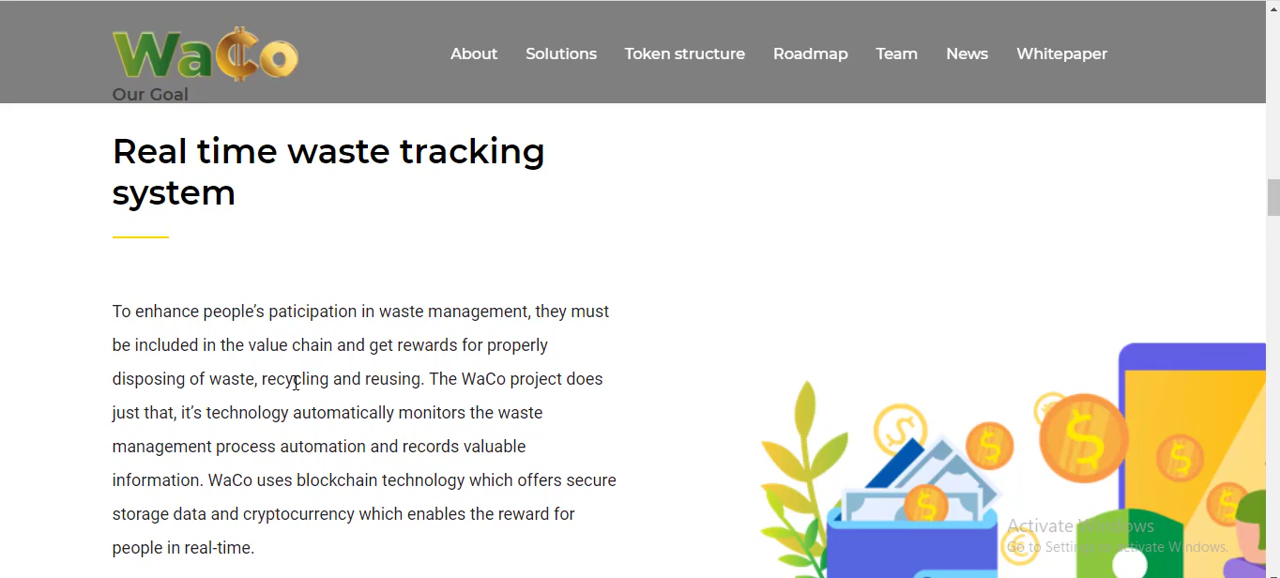 WaCo
About Solutions Token structure Roadmap Team News Whitepaper
Our Goal
Real time waste tracking
system
To enhance people’s paticipation in waste management, they must
be included in the value chain and get rewards for properly
disposing of waste, recycling and reusing. The WaCo project does
just that, it’s technology automatically monitors the waste
management process automation and records valuable
information. WaCo uses blockchain technology which offers secure
storage data and cryptocurrency which enables the reward for
people in real-time.
Activate Windows
Go to Settings to activate Windows.